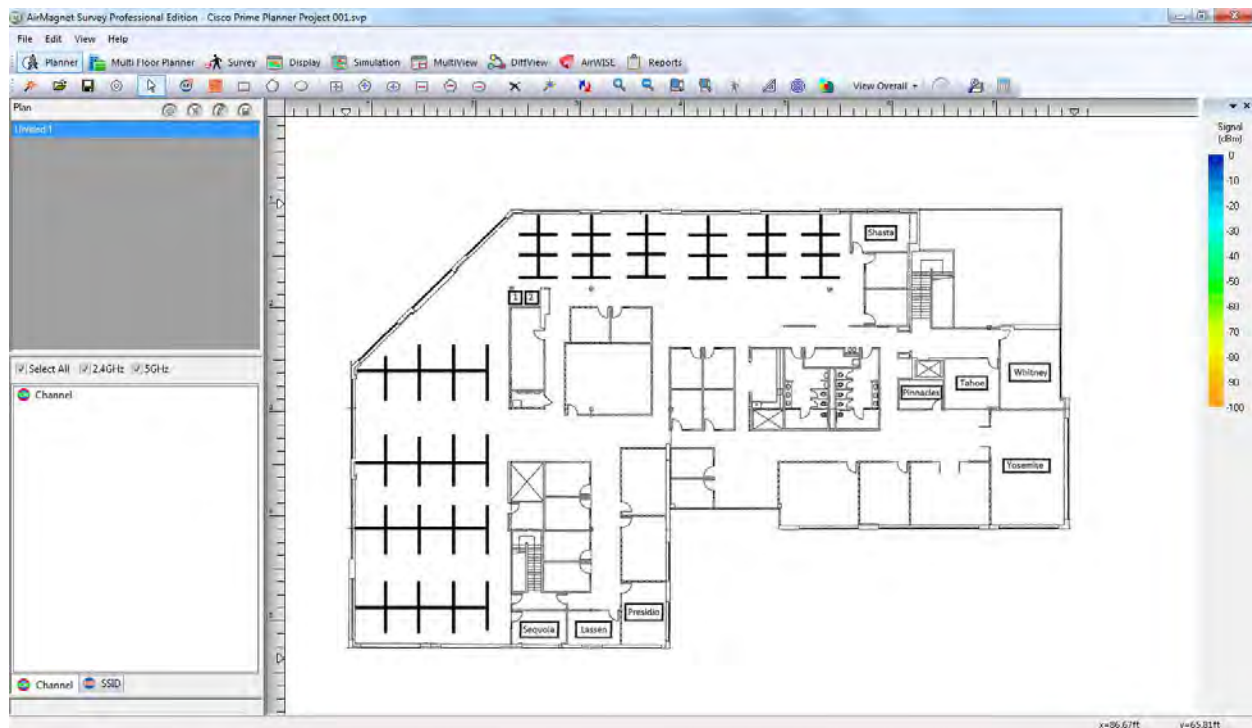 AirMagnet Survey Professional Edition - Cisco Prime Planner Project 001.svp
File Edit View Help
Planner Multi Floor Planner Survey Display Simulation MultiView DiffView AirWISE Reports
View Overall
Plan
Untitled 1
Signal
(dBm)
0
-10
-20
-30
-40
-50
-60
-70
-80
-90
-100
Shasta
1 2
Whitney
Tahoe
Pinnacles
Yosemise
Select All 2.4GHz 5GHz
Channel
Presidio
Sequoia Lassen
Channel SSID
x=86.67ft y=65.81ft